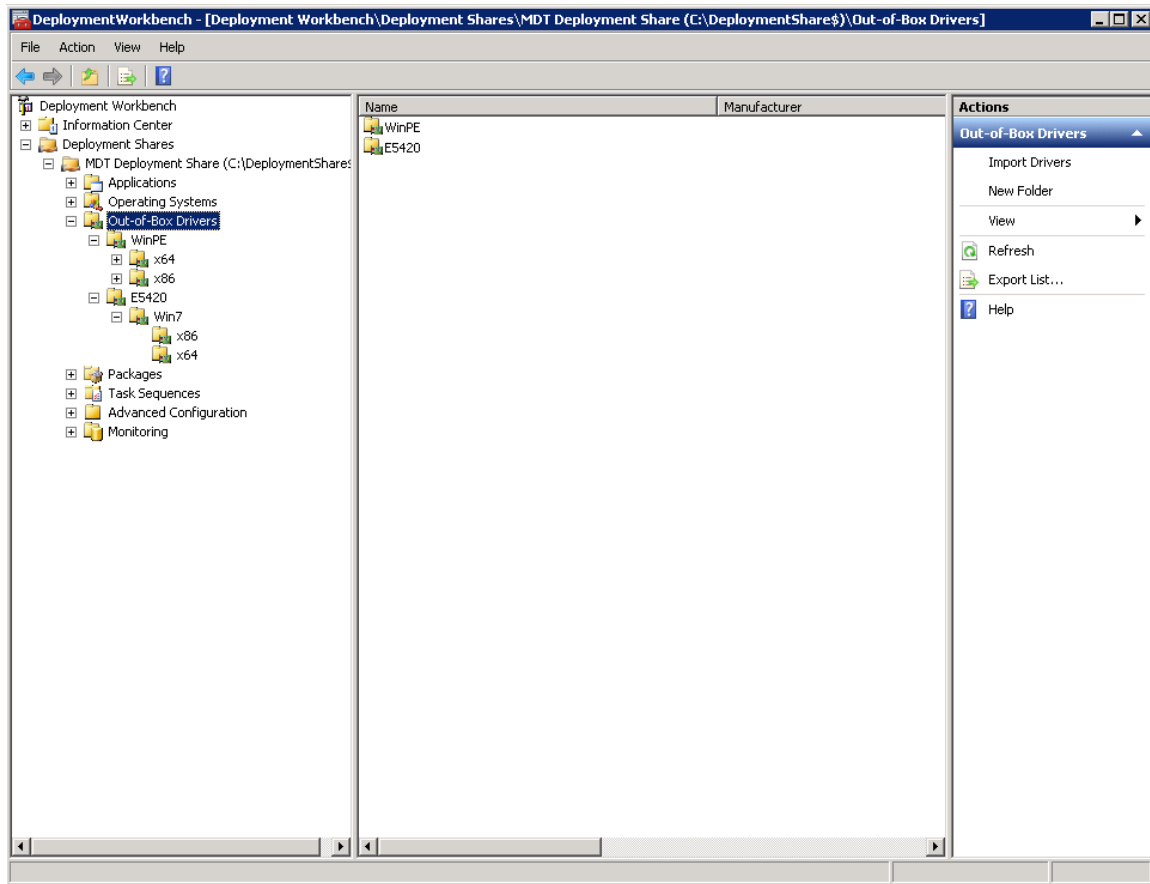 DeploymentWorkbench - [Deployment Workbench\Deployment Shares\MDT Deployment Share (C:\DeploymentShare$)\Out-of-Box Drivers]
File Action View Help
Deployment Workbench
Information Center
Deployment Shares
MDT Deployment Share (C:\DeploymentShare$
Applications
Operating Systems
Out-of-Box Drivers
WinPE
x64
x86
E5420
Win7
x86
x64
Packages
Task Sequences
Advanced Configuration
Monitoring
Name Manufacturer
WinPE
E5420
Actions
Out-of-Box Drivers
Import Drivers
New Folder
View
Refresh
Export List...
Help